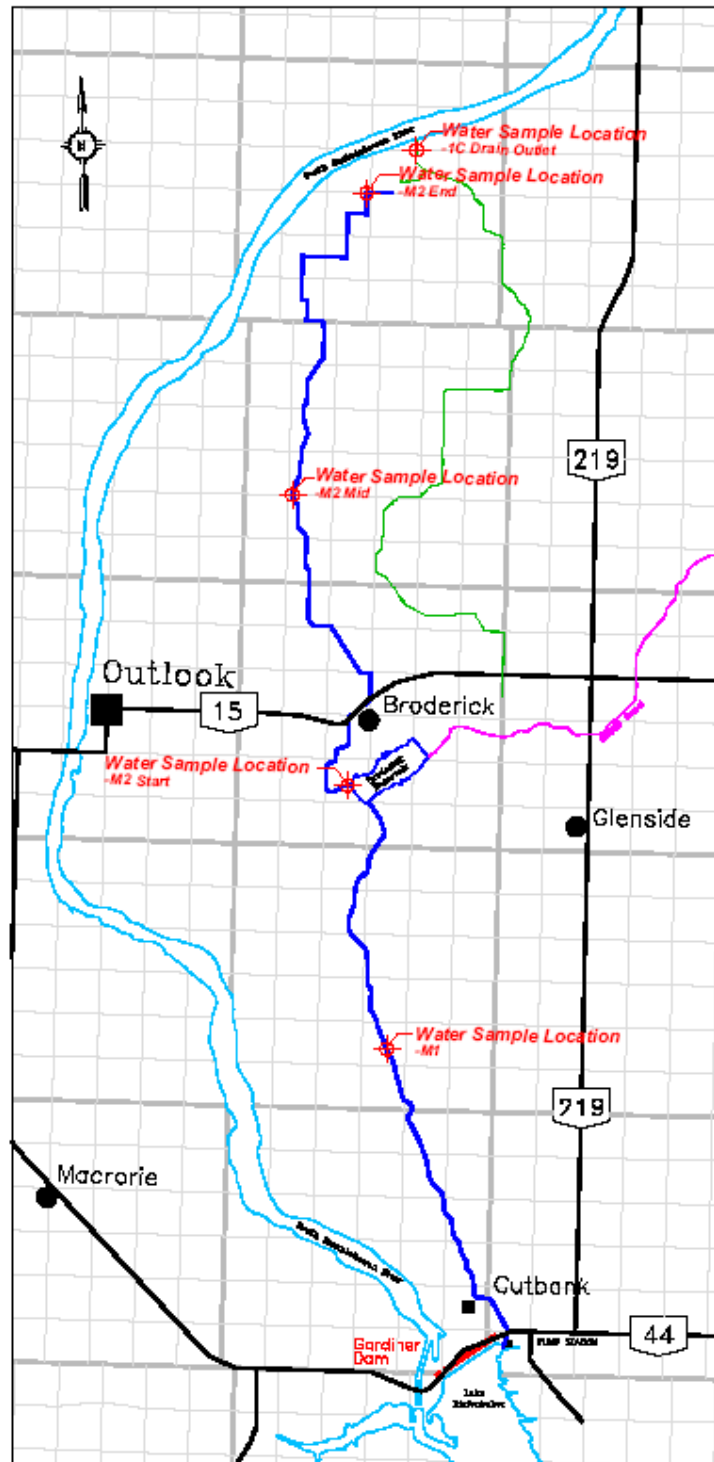 N
Water Sample Location
-1C Drain Outlet
Water Sample Location
-M2 End
219
Water Sample Location
-M2 Mid
Outlook
15
Broderick
Water Sample Location
-M2 Start
Glenside
Water Sample Location
-M1
219
Macrorie
Cutbank
Gardiner
Dam
PUMP STATION
44
Lake